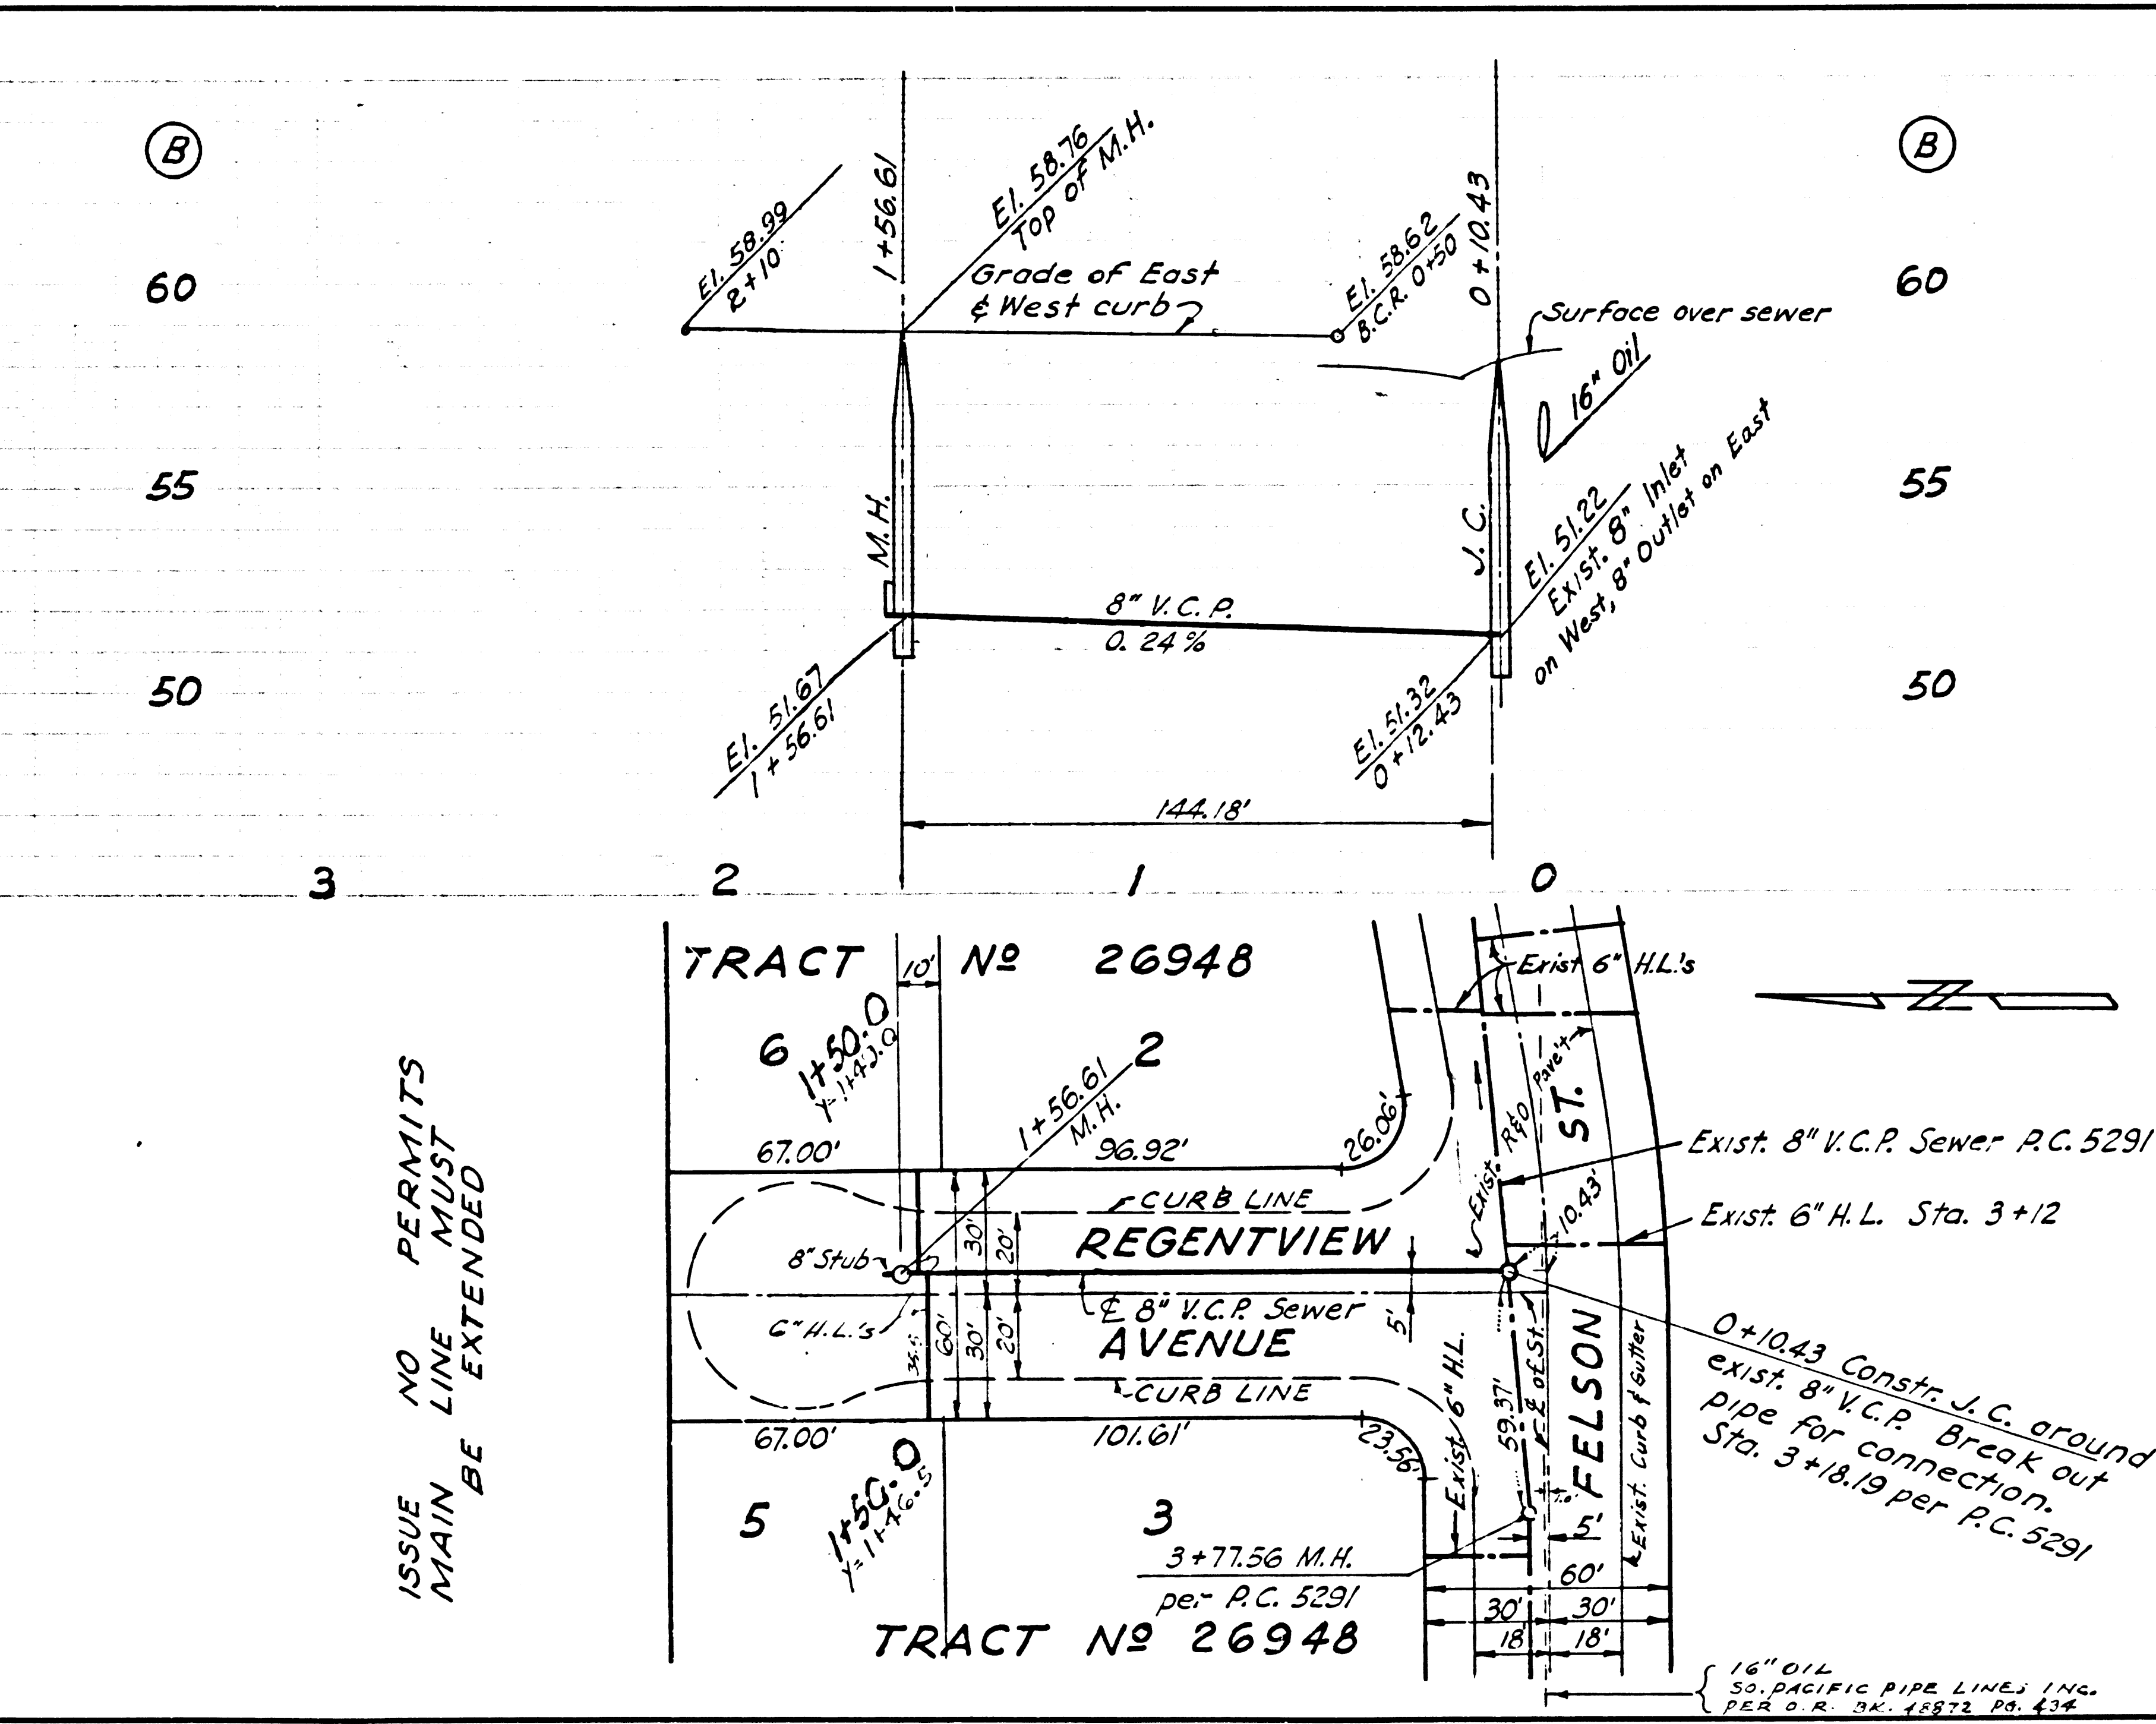 B
B
60
55
50
60
55
50
El. 58.99
2+10
1+56.61
El. 58.76
Top of M.H.
Grade of East
& West curb
El. 58.62
B.C.R. 0+50
0+10.43
Surface over sewer
16" Oil
M.H.
J.C.
El. 51.22
Exist. 8" Inlet
on West, 8" Outlet on East
8" V.C.P.
0.24%
El. 51.67
1+56.61
El. 51.32
0+12.43
144.18'
3
2
1
0
TRACT Nº 26948
10'
Exist 6" H.L.'s
6
1+50.0
2
1+56.61
M.H.
67.00'
96.92'
26.06'
Exist. R&O Pave't
ST.
Exist. 8" V.C.P. Sewer P.C. 5291
Exist. 6" H.L. Sta. 3+12
10.43'
CURB LINE
REGENTVIEW
8" Stub
30'
20'
5'
℄ 8" V.C.P. Sewer
6" H.L.'s
35.5
60'
30'
20'
AVENUE
CURB LINE
67.00'
101.61'
23.56'
Exist. 6" H.L.
59.37'
℄ of St.
FELSON
Exist. Curb & Gutter
0+10.43 Constr. J.C. around
exist. 8" V.C.P. Break out
pipe for connection.
Sta. 3+18.19 per P.C. 5291
ISSUE NO PERMITS
MAIN LINE MUST
BE EXTENDED
5
1+50.0
Y=1+46.5
3
3+77.56 M.H.
per P.C. 5291
5'
60'
30'
30'
18'
18'
TRACT Nº 26948
16" OIL
SO. PACIFIC PIPE LINES INC.
PER O.R. BK. 48872 PG. 434